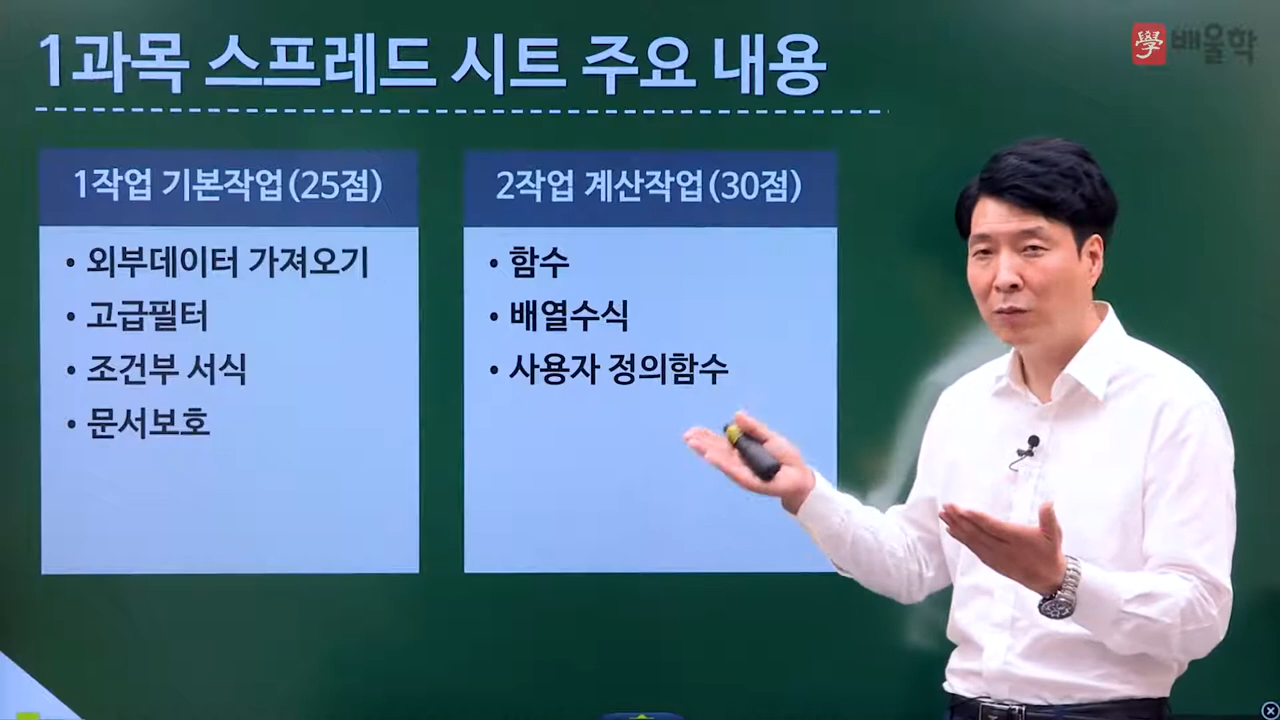 1과목 스프레드 시트 주요 내용
學 배울학
1작업 기본작업(25점)
• 외부데이터 가져오기
• 고급필터
• 조건부 서식
• 문서보호
2작업 계산작업(30점)
• 함수
• 배열수식
• 사용자 정의함수